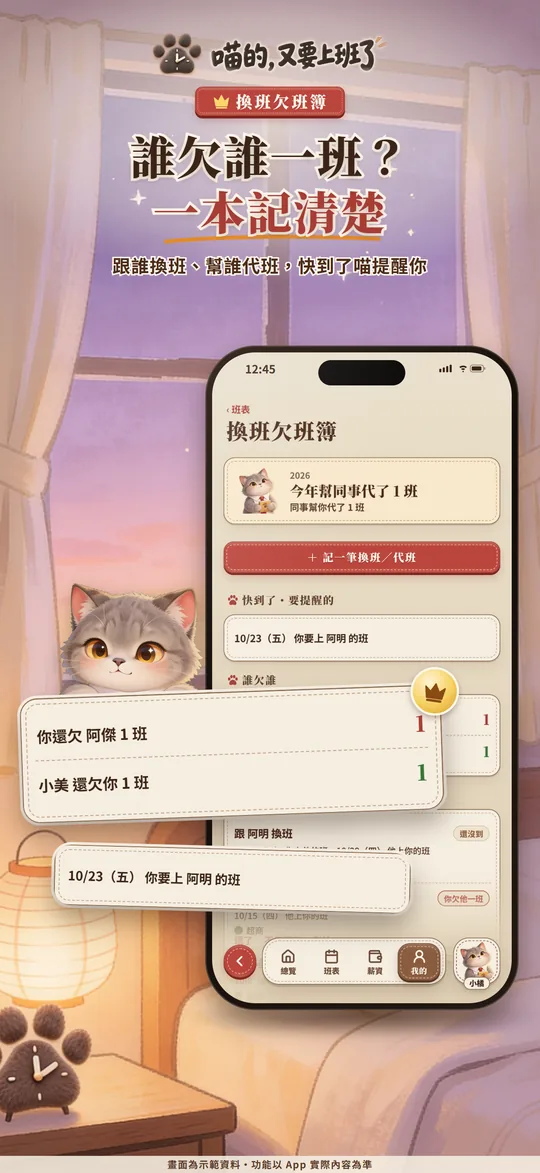 喵的,又要上班了
換班欠班簿
誰欠誰一班？
一本記清楚
跟誰換班、幫誰代班，快到了喵提醒你
12:45
‹ 班表
換班欠班簿
2026
今年幫同事代了 1 班
同事幫你代了 1 班
＋ 記一筆換班／代班
快到了・要提醒的
10/23（五） 你要上 阿明 的班
誰欠誰
你還欠 阿傑 1 班 1
1
小美 還欠你 1 班 1
1
跟 阿明 換班 還沒到
10/23（五） 你要上 阿明 的班
你欠他一班
10/15（四） 他上你的班
超商
總覽 班表 薪資 我的
小橘
畫面為示範資料・功能以 App 實際內容為準